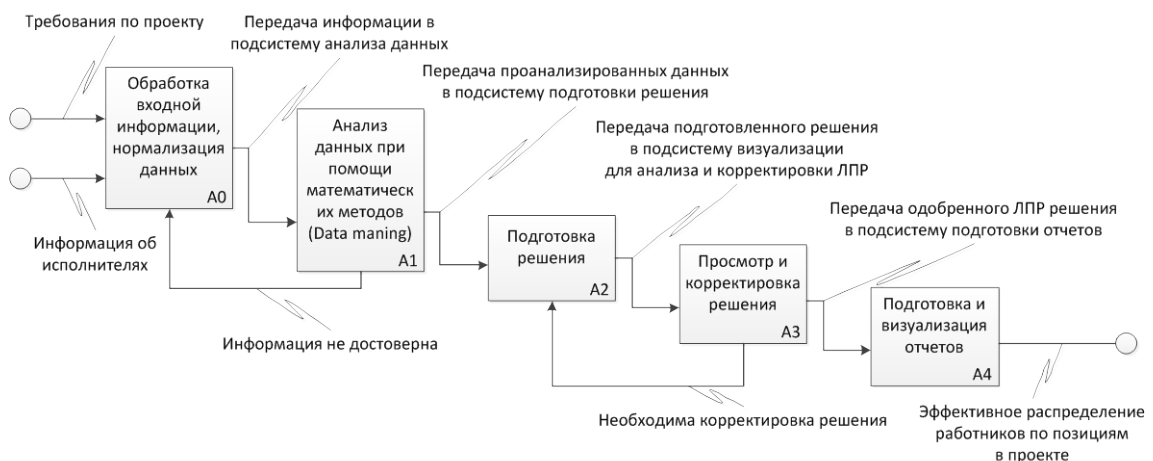 Требования по проекту
Передача информации в
подсистему анализа данных
Обработка
входной
информации,
нормализация
данных
A0
Информация об
исполнителях
Передача проанализированных данных
в подсистему подготовки решения
Анализ
данных при
помощи
математическ
их методов
(Data maning)
A1
Информация не достоверна
Передача подготовленного решения
в подсистему визуализации
для анализа и корректировки ЛПР
Подготовка
решения
A2
Передача одобренного ЛПР решения
в подсистему подготовки отчетов
Просмотр и
корректировка
решения
A3
Необходима корректировка решения
Подготовка и
визуализация
отчетов
A4
Эффективное распределение
работников по позициям
в проекте